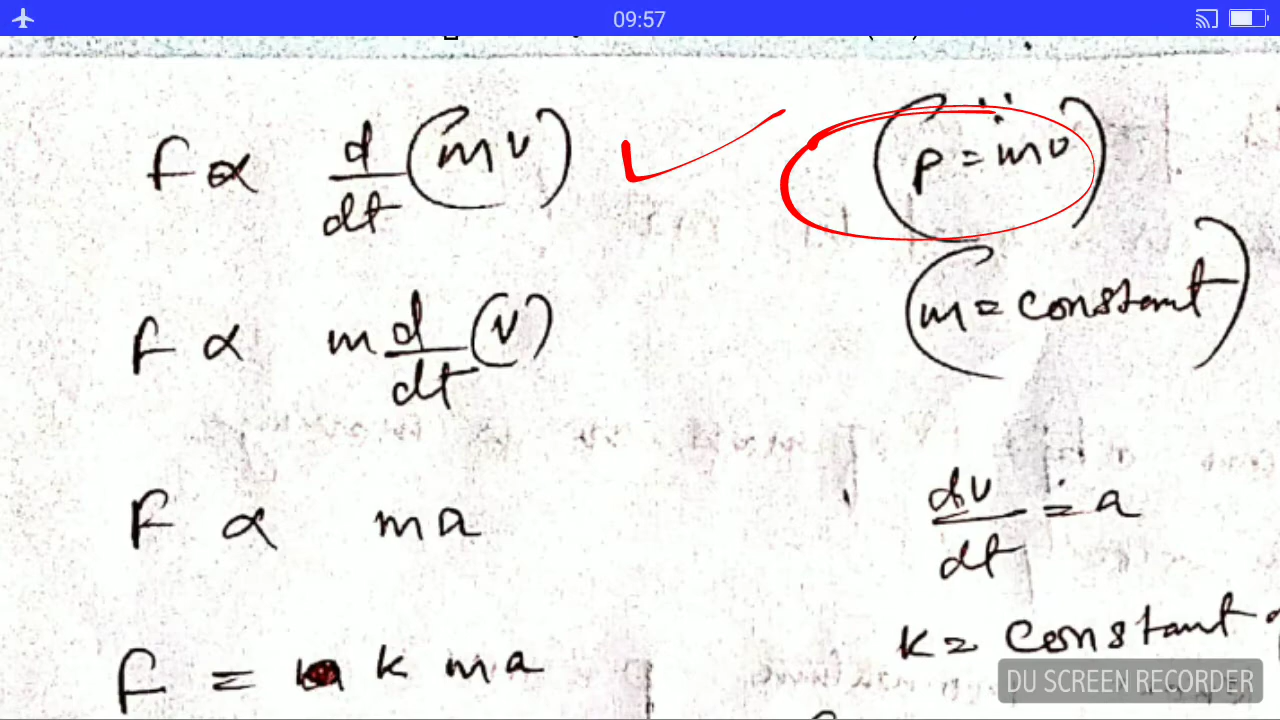 09:57
F ∝ d/dt (mv) (p = mv)
(m = constant)
F ∝ m d/dt (v)
F ∝ ma dv/dt = a
k = constant
F = k ma
DU SCREEN RECORDER